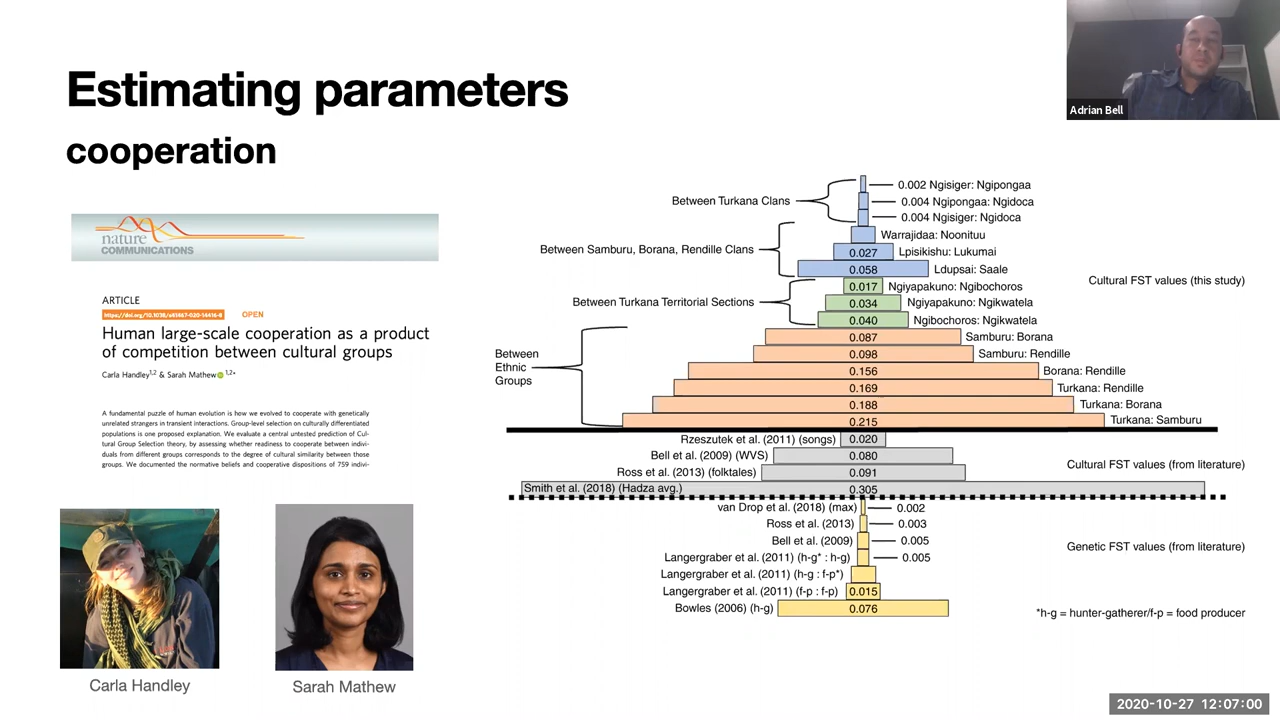 Estimating parameters
cooperation
Adrian Bell
nature
COMMUNICATIONS
ARTICLE
https://doi.org/10.1038/s41467-020-14416-8 OPEN
Human large-scale cooperation as a product
of competition between cultural groups
Carla Handley1,2 & Sarah Mathew 1,2*
A fundamental puzzle of human evolution is how we evolved to cooperate with genetically
unrelated strangers in transient interactions. Group-level selection on culturally differentiated
populations is one proposed explanation. We evaluate a central untested prediction of Cul-
tural Group Selection theory, by assessing whether readiness to cooperate between indivi-
duals from different groups corresponds to the degree of cultural similarity between those
groups. We documented the normative beliefs and cooperative dispositions of 759 indivi-
Carla Handley
Sarah Mathew
Between Turkana Clans
0.002 Ngisiger: Ngipongaa
0.004 Ngipongaa: Ngidoca
0.004 Ngisiger: Ngidoca
Between Samburu, Borana, Rendille Clans
Warrajidaa: Noonituu
0.027 Lpisikishu: Lukumai
0.058 Ldupsai: Saale
Cultural FST values (this study)
Between Turkana Territorial Sections
0.017 Ngiyapakuno: Ngibochoros
0.034 Ngiyapakuno: Ngikwatela
0.040 Ngibochoros: Ngikwatela
Between
Ethnic
Groups
0.087 Samburu: Borana
0.098 Samburu: Rendille
0.156 Borana: Rendille
0.169 Turkana: Rendille
0.188 Turkana: Borana
0.215 Turkana: Samburu
Rzeszutek et al. (2011) (songs) 0.020
Bell et al. (2009) (WVS) 0.080
Ross et al. (2013) (folktales) 0.091
Smith et al. (2018) (Hadza avg.) 0.305
Cultural FST values (from literature)
van Drop et al. (2018) (max) 0.002
Ross et al. (2013) 0.003
Bell et al. (2009) 0.005
Langergraber et al. (2011) (h-g* : h-g) 0.005
Langergraber et al. (2011) (h-g : f-p*)
Langergraber et al. (2011) (f-p : f-p) 0.015
Bowles (2006) (h-g) 0.076
Genetic FST values (from literature)
*h-g = hunter-gatherer/f-p = food producer
2020-10-27 12:07:00